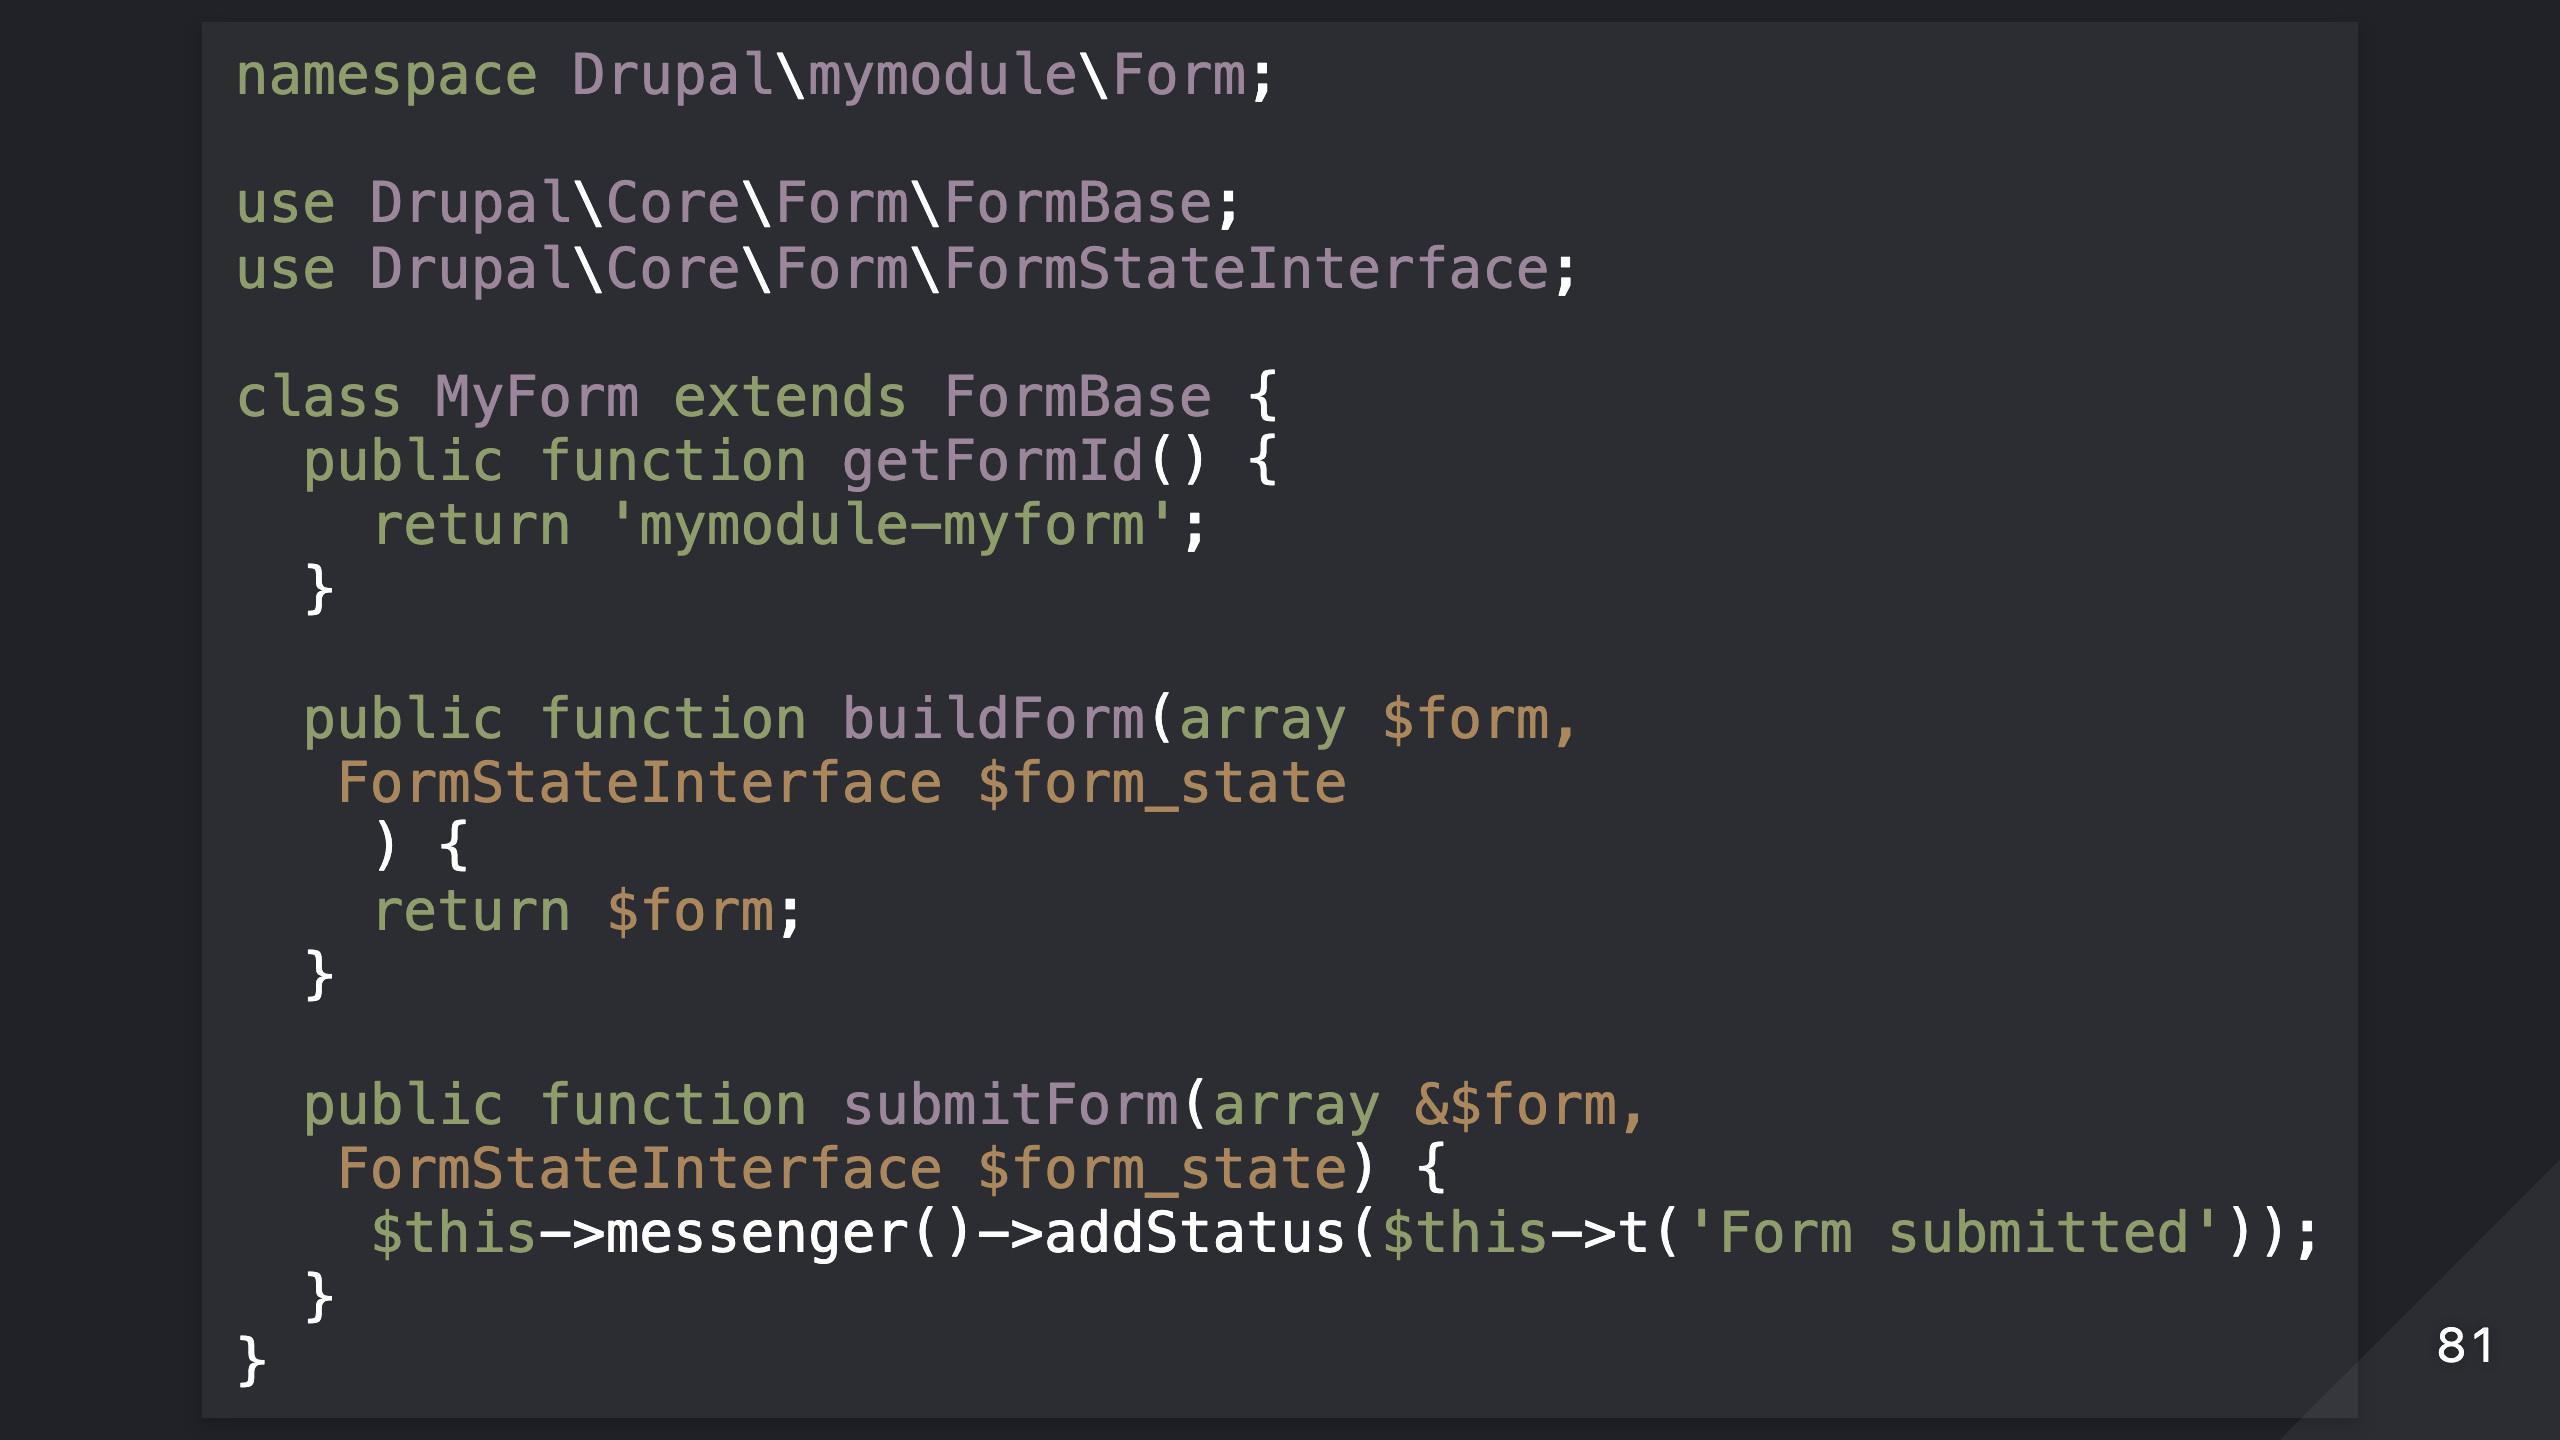 namespace Drupal\mymodule\Form;
use Drupal\Core\Form\FormBase;
use Drupal\Core\Form\FormStateInterface;
class MyForm extends FormBase {
public function getFormId() {
return 'mymodule-myform';
}
public function buildForm(array $form,
FormStateInterface $form_state
) {
return $form;
}
public function submitForm(array &$form,
FormStateInterface $form_state) {
$this->messenger()->addStatus($this->t('Form submitted'));
}
}
81